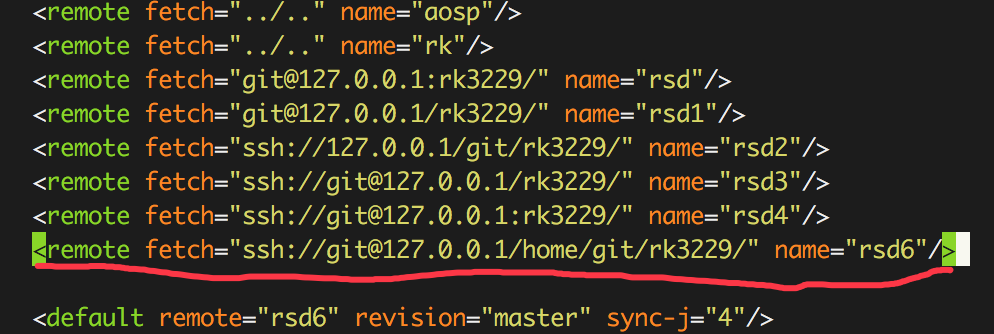 <remote fetch="../.." name="aosp"/>
<remote fetch="../.." name="rk"/>
<remote fetch="git@127.0.0.1:rk3229/" name="rsd"/>
<remote fetch="git@127.0.0.1/rk3229/" name="rsd1"/>
<remote fetch="ssh://127.0.0.1/git/rk3229/" name="rsd2"/>
<remote fetch="ssh://git@127.0.0.1/rk3229/" name="rsd3"/>
<remote fetch="ssh://git@127.0.0.1:rk3229/" name="rsd4"/>
<remote fetch="ssh://git@127.0.0.1/home/git/rk3229/" name="rsd6"/>
<default remote="rsd6" revision="master" sync-j="4"/>